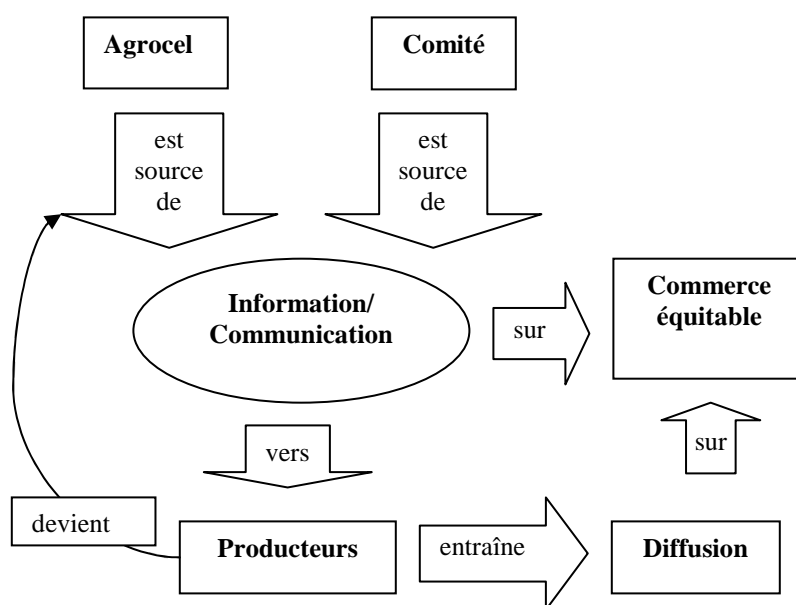 Agrocel
Comité
est
source
de
est
source
de
Information/
Communication
sur
Commerce
équitable
vers
sur
devient
Producteurs
entraîne
Diffusion